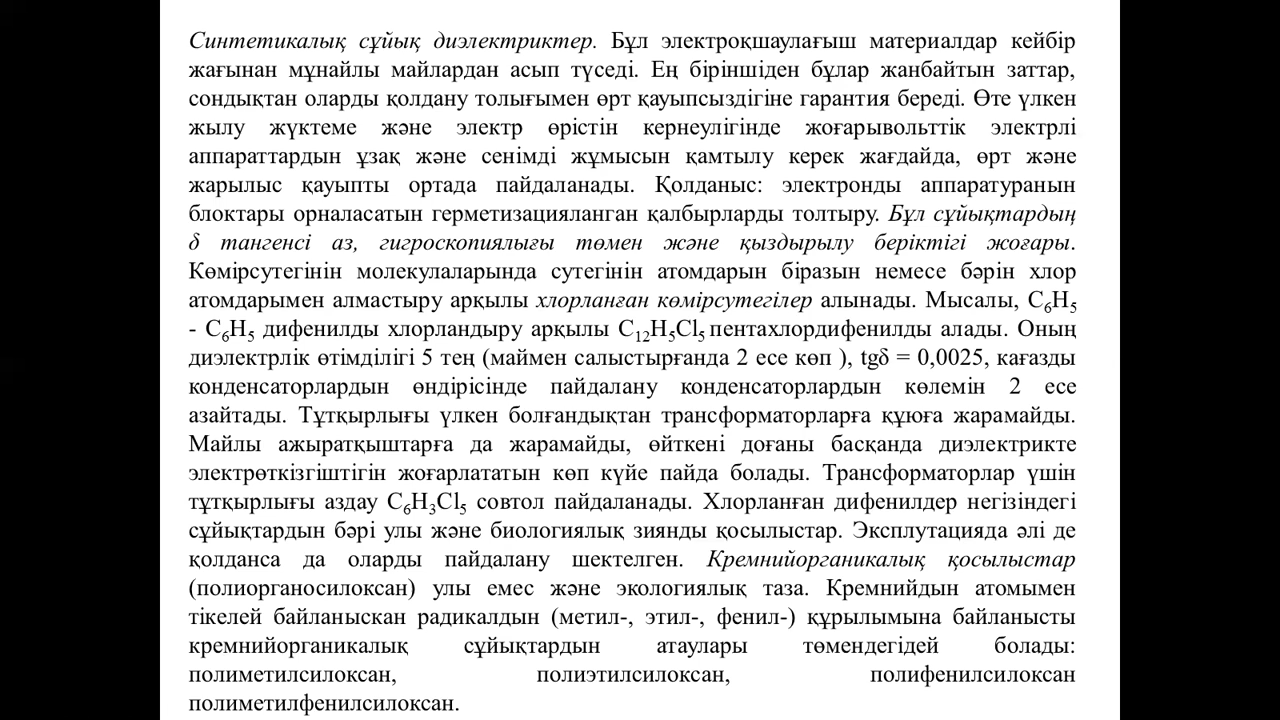 Синтетикалық сұйық диэлектриктер. Бұл электроқшаулағыш материалдар кейбір
жағынан мұнайлы майлардан асып түседі. Ең біріншіден бұлар жанбайтын заттар,
сондықтан оларды қолдану толығымен өрт қауыпсыздігіне гарантия береді. Өте үлкен
жылу жүктеме және электр өрістін кернеулігінде жоғарывольттік электрлі
аппараттардын ұзақ және сенімді жұмысын қамтылу керек жағдайда, өрт және
жарылыс қауыпты ортада пайдаланады. Қолданыс: электронды аппаратуранын
блоктары орналасатын герметизацияланган қалбырларды толтыру. Бұл сұйықтардың
δ тангенсі аз, гигроскопиялығы төмен және қыздырылу беріктігі жоғары.
Көмірсутегінін молекулаларында сутегінін атомдарын біразын немесе бәрін хлор
атомдарымен алмастыру арқылы хлорланған көмірсутегілер алынады. Мысалы, C₆H₅
- C₆H₅ дифенилды хлорландыру арқылы C₁₂H₅Cl₅ пентахлордифенилды алады. Оның
диэлектрлік өтімділігі 5 тең (маймен салыстырғанда 2 есе көп ), tgδ = 0,0025, кағазды
конденсаторлардын өндірісінде пайдалану конденсаторлардын көлемін 2 есе
азайтады. Тұтқырлығы үлкен болғандықтан трансформаторларға құюға жарамайды.
Майлы ажыратқыштарға да жарамайды, өйткені доғаны басқанда диэлектрикте
электрөткізгіштігін жоғарлататын көп күйе пайда болады. Трансформаторлар үшін
тұтқырлығы аздау C₆H₃Cl₅ совтол пайдаланады. Хлорланған дифенилдер негізіндегі
сұйықтардын бәрі улы және биологиялық зиянды қосылыстар. Эксплутацияда әлі де
қолданса да оларды пайдалану шектелген. Кремнийорганикалық қосылыстар
(полиорганосилоксан) улы емес және экологиялық таза. Кремнийдын атомымен
тікелей байланыскан радикалдын (метил-, этил-, фенил-) құрылымына байланысты
кремнийорганикалық сұйықтардын атаулары төмендегідей болады:
полиметилсилоксан, полиэтилсилоксан, полифенилсилоксан
полиметилфенилсилоксан.